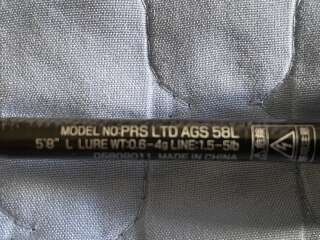 MODEL NO:PRS LTD AGS 58L
5'8" L LURE WT:0.6-4g LINE:1.5-5lb
MADE IN CHINA